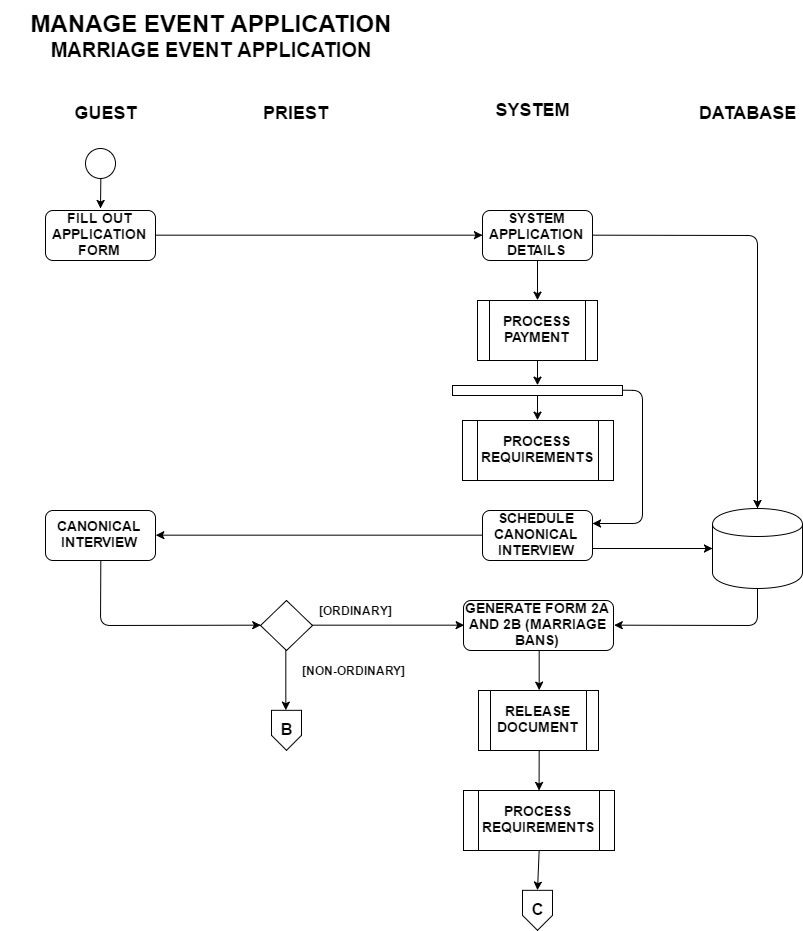 MANAGE EVENT APPLICATION
MARRIAGE EVENT APPLICATION
GUEST
PRIEST
SYSTEM
DATABASE
FILL OUT
APPLICATION
FORM
SYSTEM
APPLICATION
DETAILS
PROCESS
PAYMENT
PROCESS
REQUIREMENTS
CANONICAL
INTERVIEW
SCHEDULE
CANONICAL
INTERVIEW
[ORDINARY]
GENERATE FORM 2A
AND 2B (MARRIAGE
BANS)
[NON-ORDINARY]
B
RELEASE
DOCUMENT
PROCESS
REQUIREMENTS
C